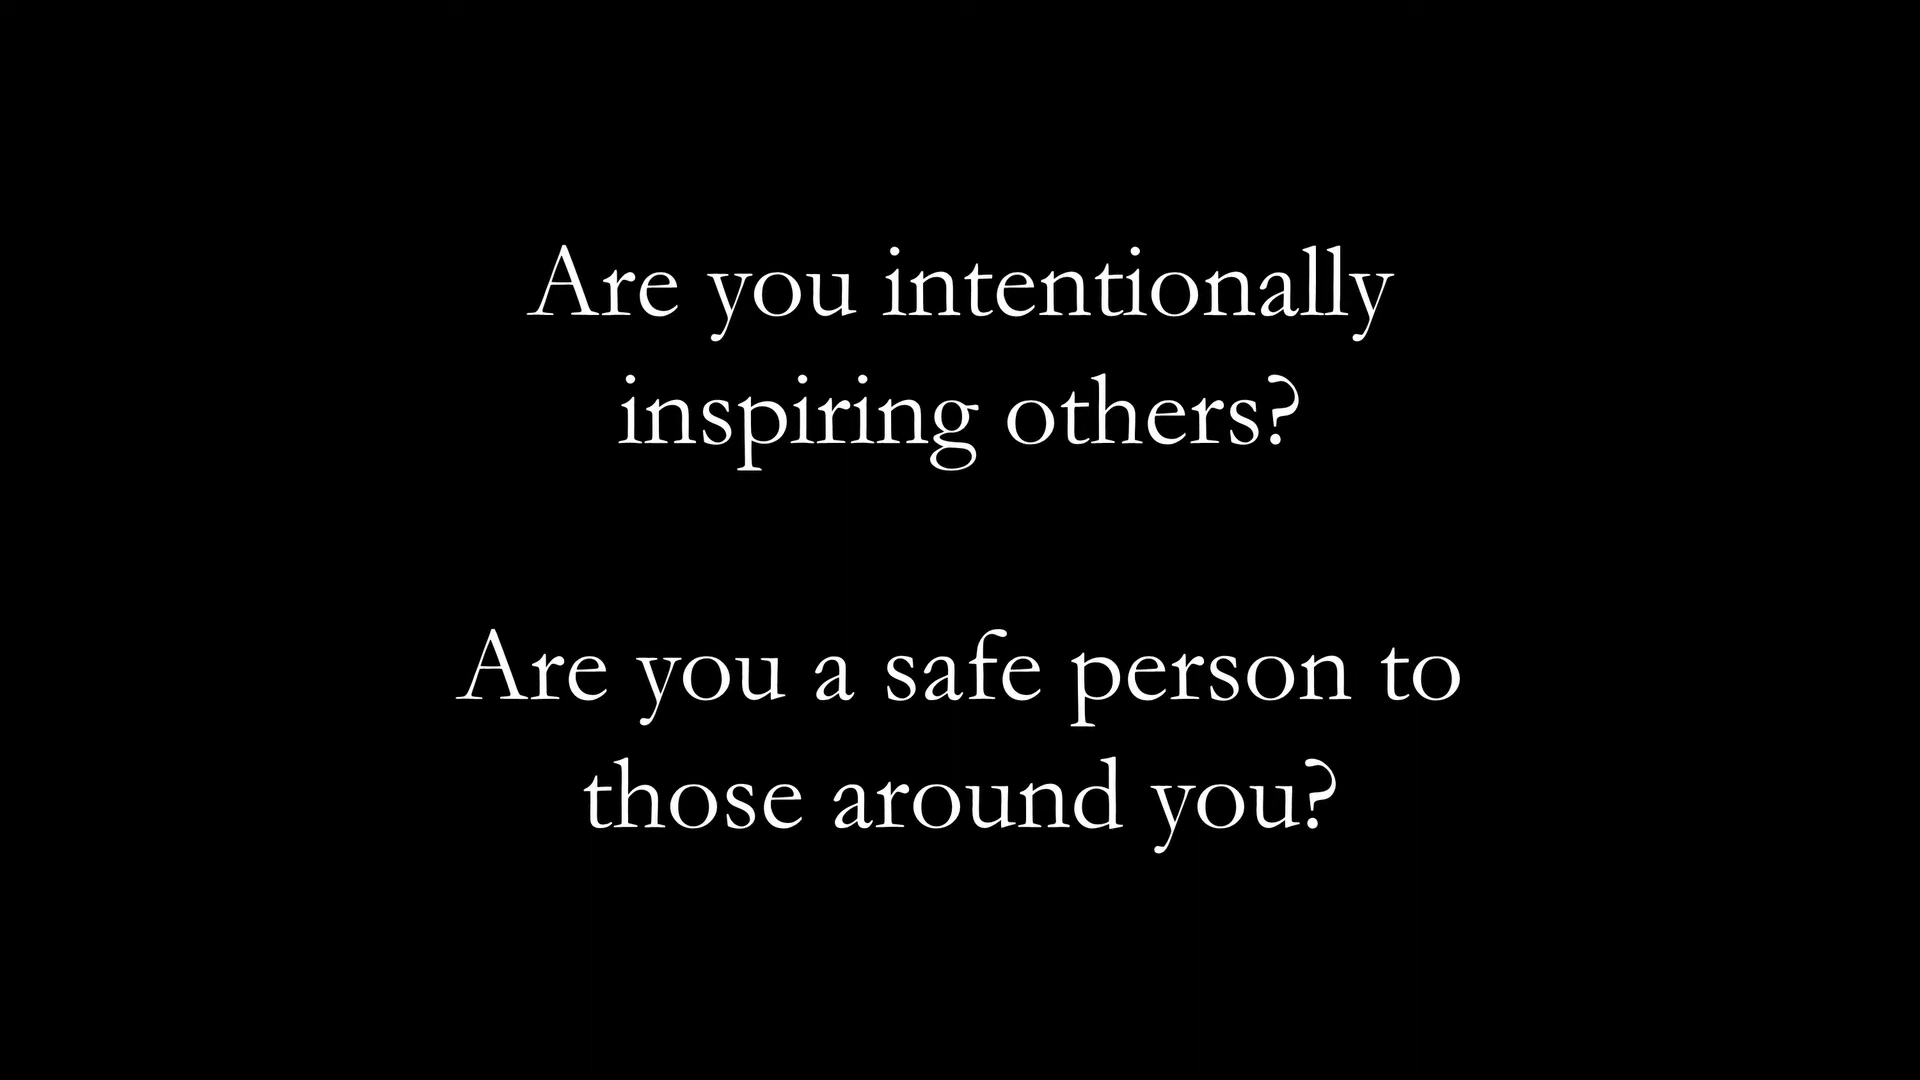 Are you intentionally
inspiring others?
Are you a safe person to
those around you?